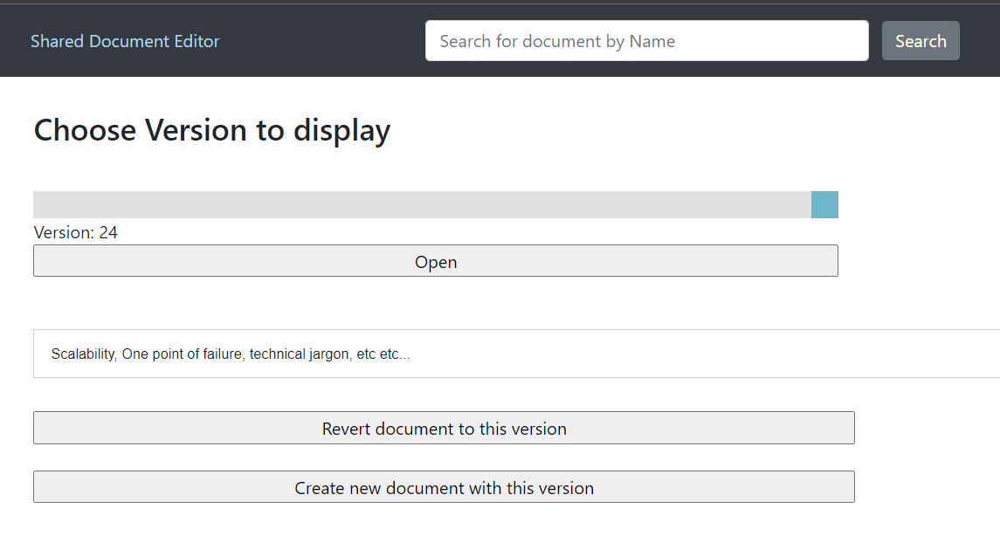 Shared Document Editor
Search for document by Name
Search
Choose Version to display
Version: 24
Open
Scalability, One point of failure, technical jargon, etc etc...
Revert document to this version
Create new document with this version